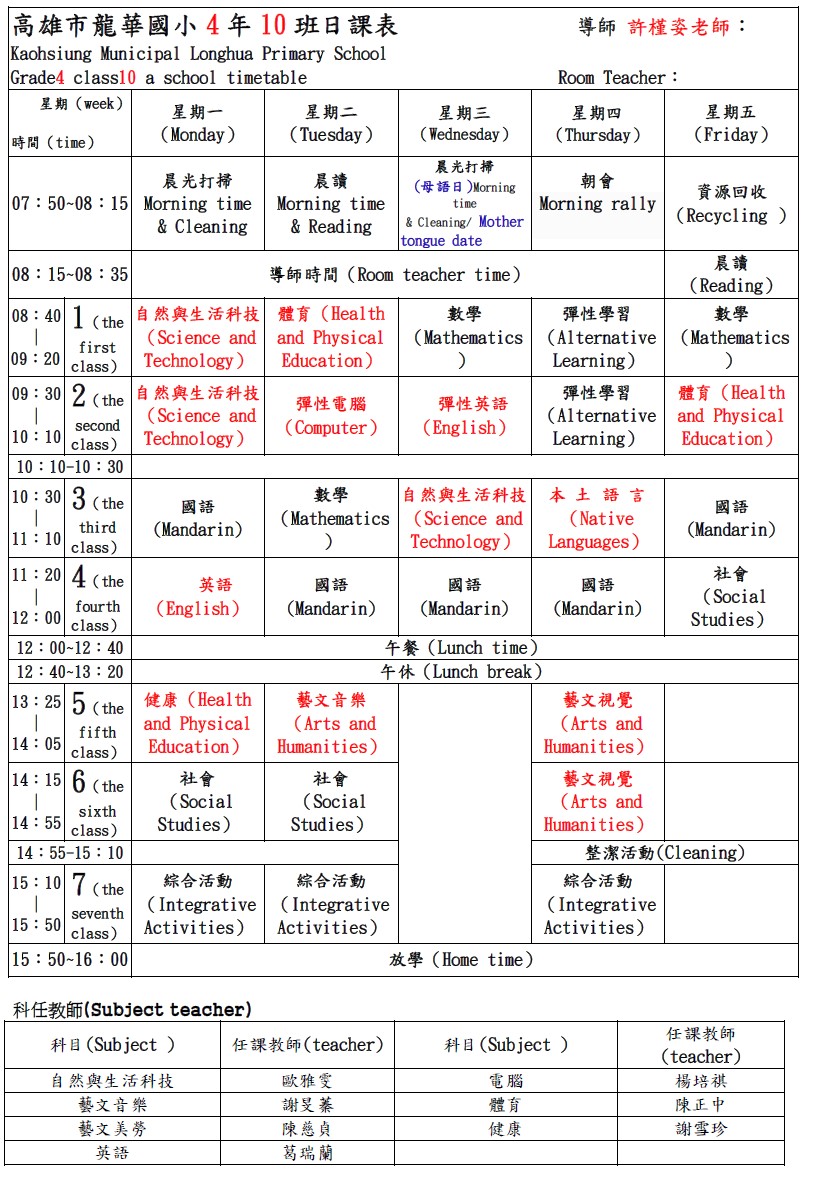 高雄市龍華國小 4 年 10 班日課表 導師 許槿姿老師：
Kaohsiung Municipal Longhua Primary School
Grade4 class10 a school timetable Room Teacher：
星期（week）
時間（time）
星期一
（Monday）
星期二
（Tuesday）
星期三
（Wednesday）
星期四
（Thursday）
星期五
（Friday）
07：50~08：15
晨光打掃
Morning time
& Cleaning
晨讀
Morning time
& Reading
晨光打掃
（母語日）Morning
time
& Cleaning/ Mother
tongue date
朝會
Morning rally
資源回收
（Recycling ）
08：15~08：35
導師時間（Room teacher time）
晨讀
（Reading）
08：40
|
09：20
1（the
first
class）
自然與生活科技
（Science and
Technology）
體育（Health
and Physical
Education）
數學
（Mathematics
）
彈性學習
（Alternative
Learning）
數學
（Mathematics
）
09：30
|
10：10
2（the
second
class）
自然與生活科技
（Science and
Technology）
彈性電腦
（Computer）
彈性英語
（English）
彈性學習
（Alternative
Learning）
體育（Health
and Physical
Education）
10：10-10：30
10：30
|
11：10
3（the
third
class）
國語
（Mandarin）
數學
（Mathematics
）
自然與生活科技
（Science and
Technology）
本 土 語 言
（Native
Languages）
國語
（Mandarin）
11：20
|
12：00
4（the
fourth
class）
英語
（English）
國語
（Mandarin）
國語
（Mandarin）
國語
（Mandarin）
社會
（Social
Studies）
12：00~12：40
午餐（Lunch time）
12：40~13：20
午休（Lunch break）
13：25
|
14：05
5（the
fifth
class）
健康（Health
and Physical
Education）
藝文音樂
（Arts and
Humanities）
藝文視覺
（Arts and
Humanities）
14：15
|
14：55
6（the
sixth
class）
社會
（Social
Studies）
社會
（Social
Studies）
藝文視覺
（Arts and
Humanities）
14：55-15：10
整潔活動(Cleaning)
15：10
|
15：50
7（the
seventh
class）
綜合活動
（Integrative
Activities）
綜合活動
（Integrative
Activities）
綜合活動
（Integrative
Activities）
15：50~16：00
放學（Home time）
科任教師(Subject teacher)
科目(Subject ) 任課教師(teacher) 科目(Subject ) 任課教師
(teacher)
自然與生活科技 歐雅雯 電腦 楊培祺
藝文音樂 謝旻蓁 體育 陳正中
藝文美勞 陳慈貞 健康 謝雪珍
英語 葛瑞蘭